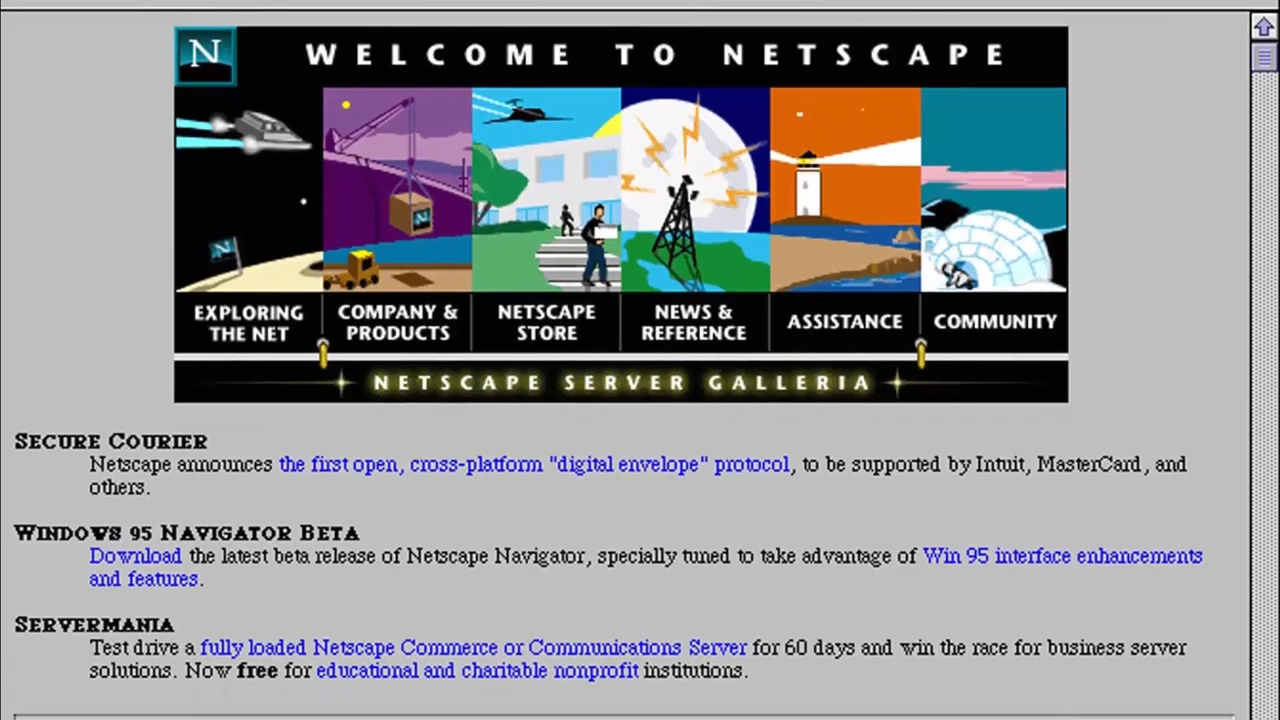 N
WELCOME TO NETSCAPE
N
N
EXPLORING THE NET
COMPANY & PRODUCTS
NETSCAPE STORE
NEWS & REFERENCE
ASSISTANCE
COMMUNITY
NETSCAPE SERVER GALLERIA
SECURE COURIER
Netscape announces the first open, cross-platform "digital envelope" protocol, to be supported by Intuit, MasterCard, and
others.
WINDOWS 95 NAVIGATOR BETA
Download the latest beta release of Netscape Navigator, specially tuned to take advantage of Win 95 interface enhancements
and features.
SERVERMANIA
Test drive a fully loaded Netscape Commerce or Communications Server for 60 days and win the race for business server
solutions. Now free for educational and charitable nonprofit institutions.